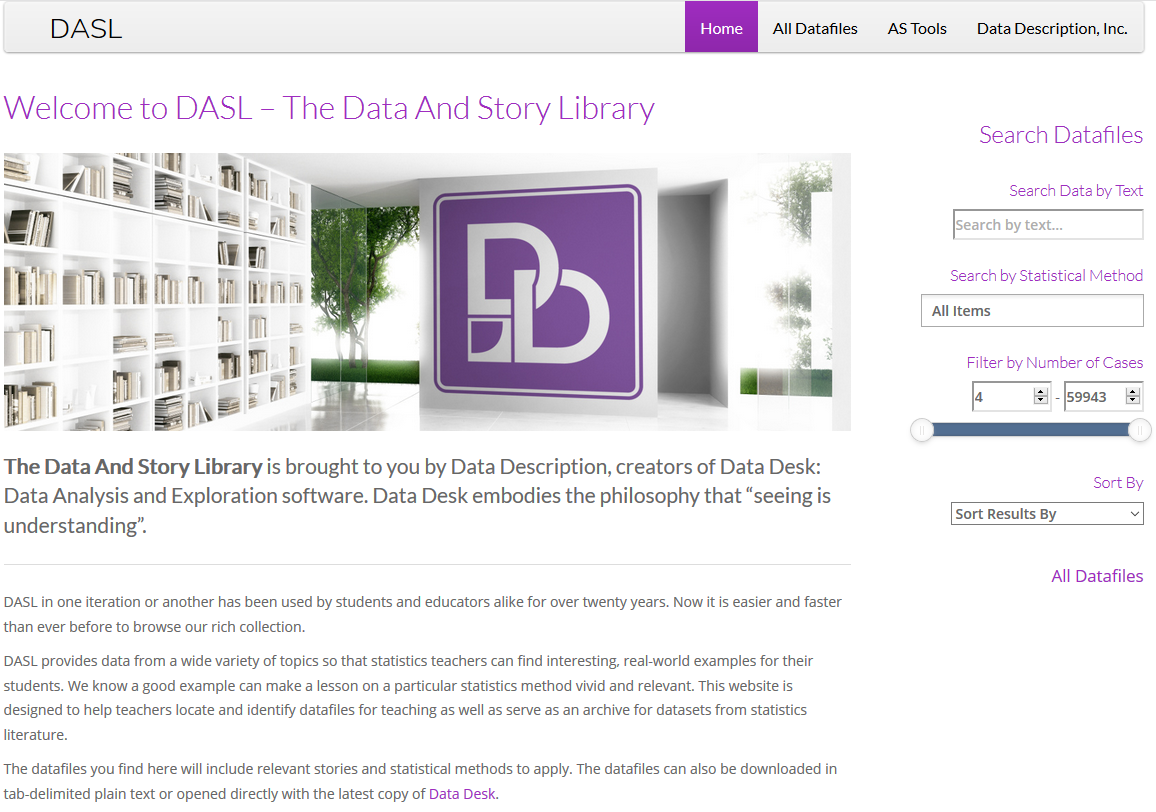 DASL
Home
All Datafiles
AS Tools
Data Description, Inc.
Welcome to DASL – The Data And Story Library
The Data And Story Library is brought to you by Data Description, creators of Data Desk:
Data Analysis and Exploration software. Data Desk embodies the philosophy that “seeing is
understanding”.
DASL in one iteration or another has been used by students and educators alike for over twenty years. Now it is easier and faster
than ever before to browse our rich collection.
DASL provides data from a wide variety of topics so that statistics teachers can find interesting, real-world examples for their
students. We know a good example can make a lesson on a particular statistics method vivid and relevant. This website is
designed to help teachers locate and identify datafiles for teaching as well as serve as an archive for datasets from statistics
literature.
The datafiles you find here will include relevant stories and statistical methods to apply. The datafiles can also be downloaded in
tab-delimited plain text or opened directly with the latest copy of Data Desk.
Search Datafiles
Search Data by Text
Search by text...
Search by Statistical Method
All Items
Filter by Number of Cases
4 - 59943
Sort By
Sort Results By
All Datafiles